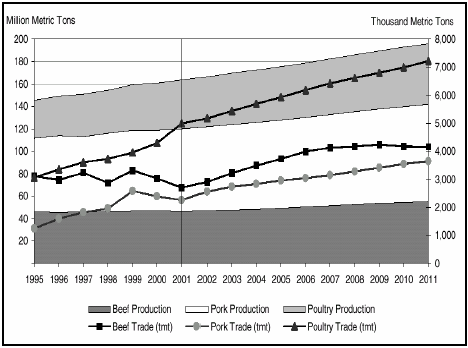 Million Metric Tons Thousand Metric Tons
200 8,000
180 7,000
160 6,000
140 5,000
120 4,000
100 3,000
80 2,000
60 1,000
40 0
20
1995 1996 1997 1998 1999 2000 2001 2002 2003 2004 2005 2006 2007 2008 2009 2010 2011
Beef Production Pork Production Poultry Production
Beef Trade (tmt) Pork Trade (tmt) Poultry Trade (tmt)